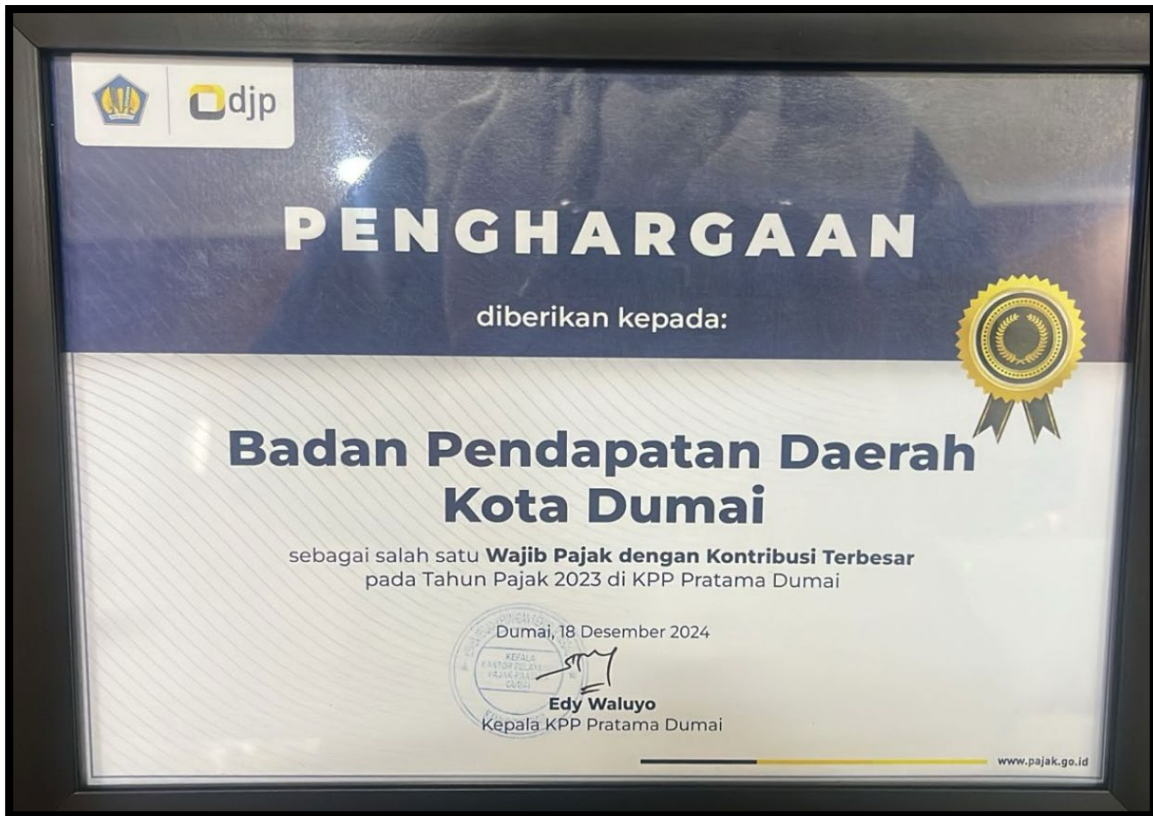 djp
PENGHARGAAN
diberikan kepada:
Badan Pendapatan Daerah
Kota Dumai
sebagai salah satu Wajib Pajak dengan Kontribusi Terbesar
pada Tahun Pajak 2023 di KPP Pratama Dumai
Dumai, 18 Desember 2024
KEPALA
DUMAI
Edy Waluyo
Kepala KPP Pratama Dumai
www.pajak.go.id